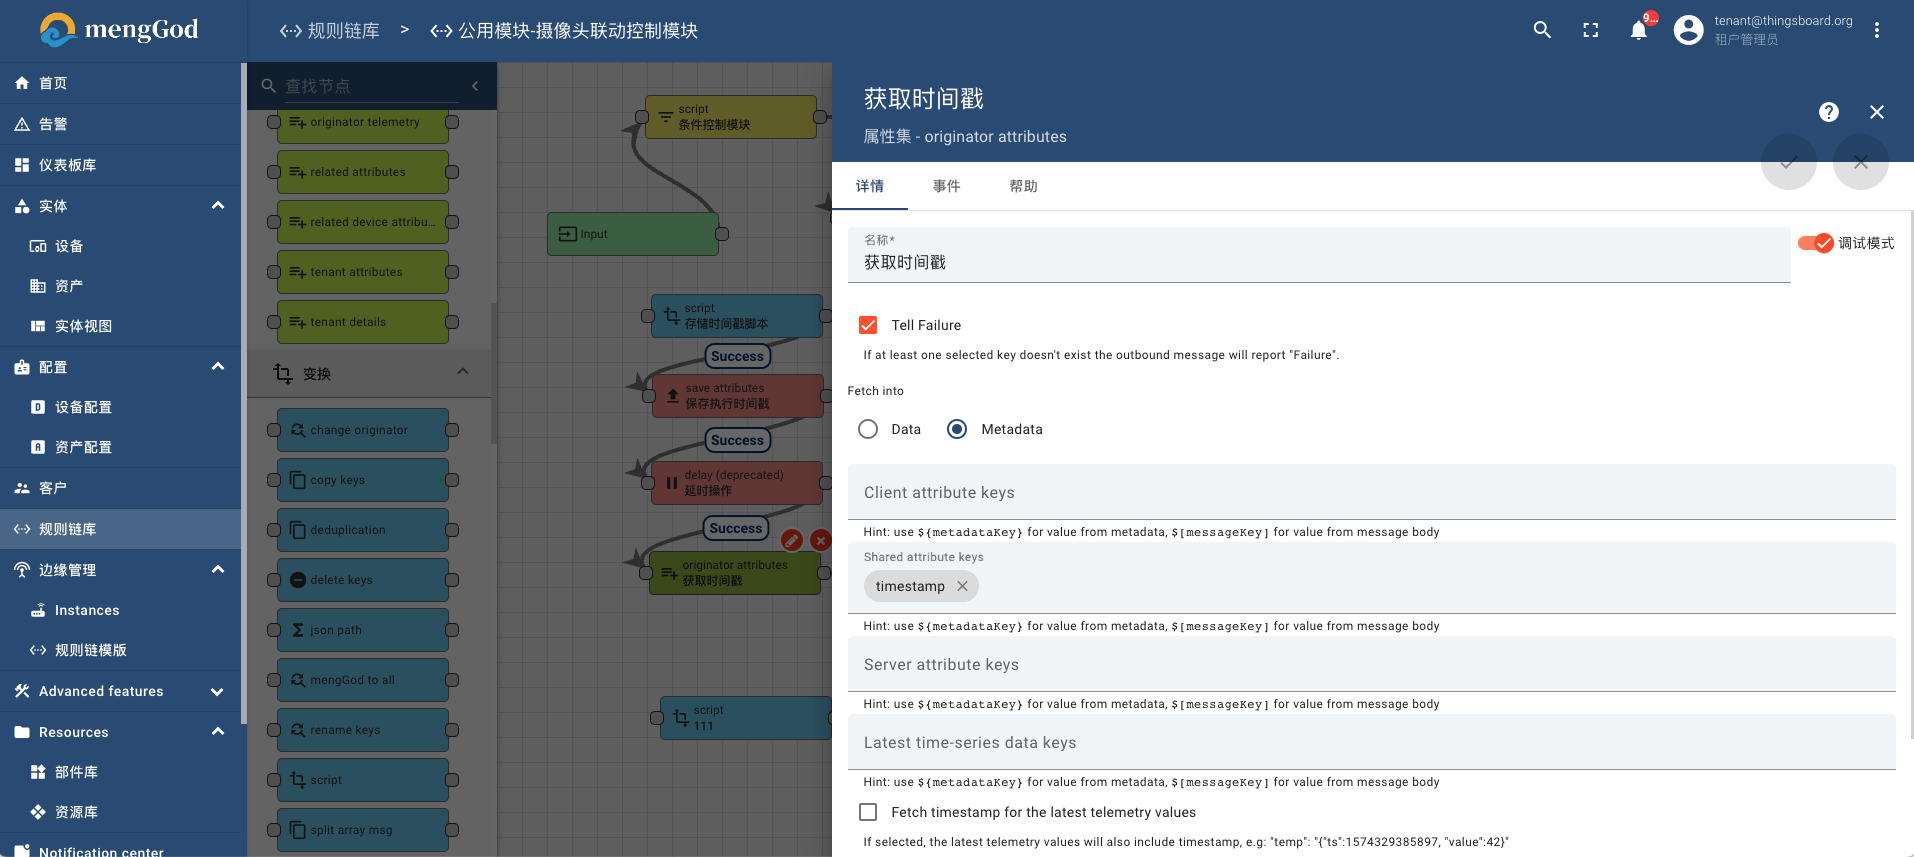 mengGod
规则链库 > 公用模块-摄像头联动控制模块
9...
tenant@thingsboard.org
租户管理员
首页
告警
仪表板库
实体
设备
资产
实体视图
配置
设备配置
资产配置
客户
规则链库
边缘管理
Instances
规则链模版
Advanced features
Resources
部件库
资源库
Notification center
查找节点
originator telemetry
related attributes
related device attribu...
tenant attributes
tenant details
变换
change originator
copy keys
deduplication
delete keys
json path
mengGod to all
rename keys
script
split array msg
script
条件控制模块
Input
script
存储时间戳脚本
Success
save attributes
保存执行时间戳
Success
delay (deprecated)
延时操作
Success
originator attributes
获取时间戳
script
111
获取时间戳
属性集 - originator attributes
详情 事件 帮助
名称*
获取时间戳
调试模式
Tell Failure
If at least one selected key doesn't exist the outbound message will report "Failure".
Fetch into
Data Metadata
Client attribute keys
Hint: use ${metadataKey} for value from metadata, $[messageKey] for value from message body
Shared attribute keys
timestamp
Hint: use ${metadataKey} for value from metadata, $[messageKey] for value from message body
Server attribute keys
Hint: use ${metadataKey} for value from metadata, $[messageKey] for value from message body
Latest time-series data keys
Hint: use ${metadataKey} for value from metadata, $[messageKey] for value from message body
Fetch timestamp for the latest telemetry values
If selected, the latest telemetry values will also include timestamp, e.g: "temp": "{"ts":1574329385897, "value":42}"